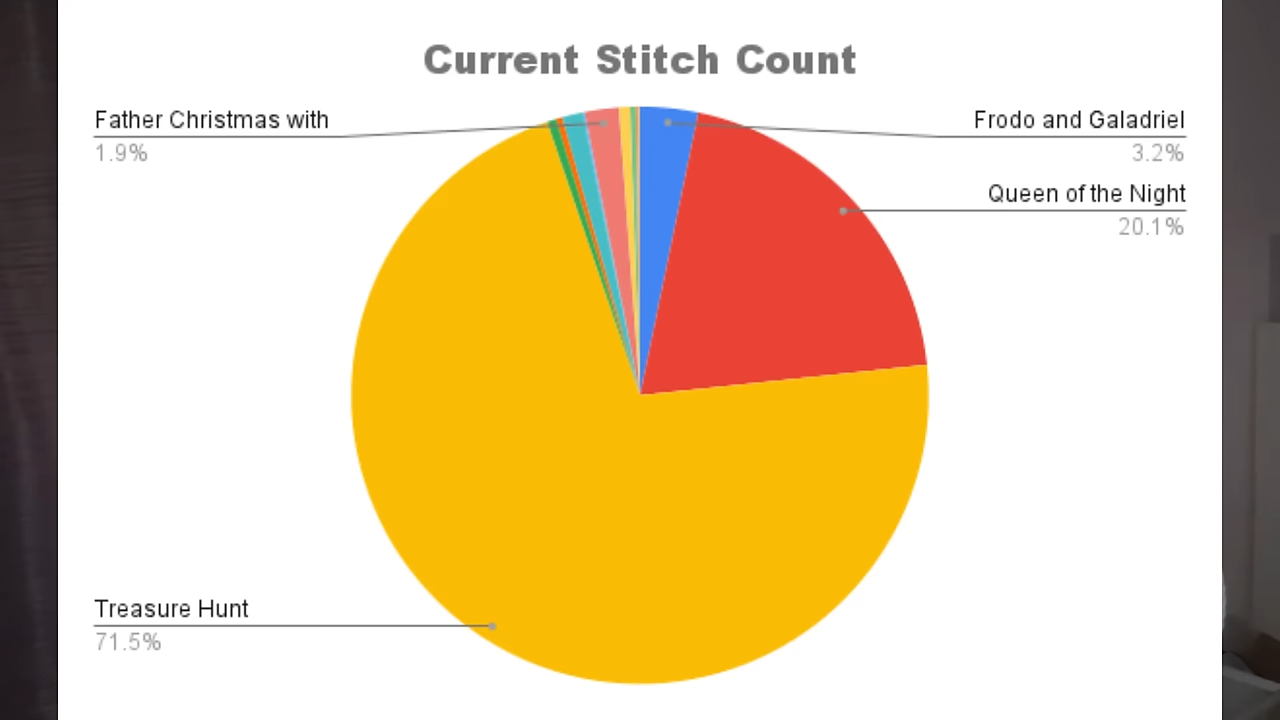 Current Stitch Count
Father Christmas with
1.9%
Frodo and Galadriel
3.2%
Queen of the Night
20.1%
Treasure Hunt
71.5%